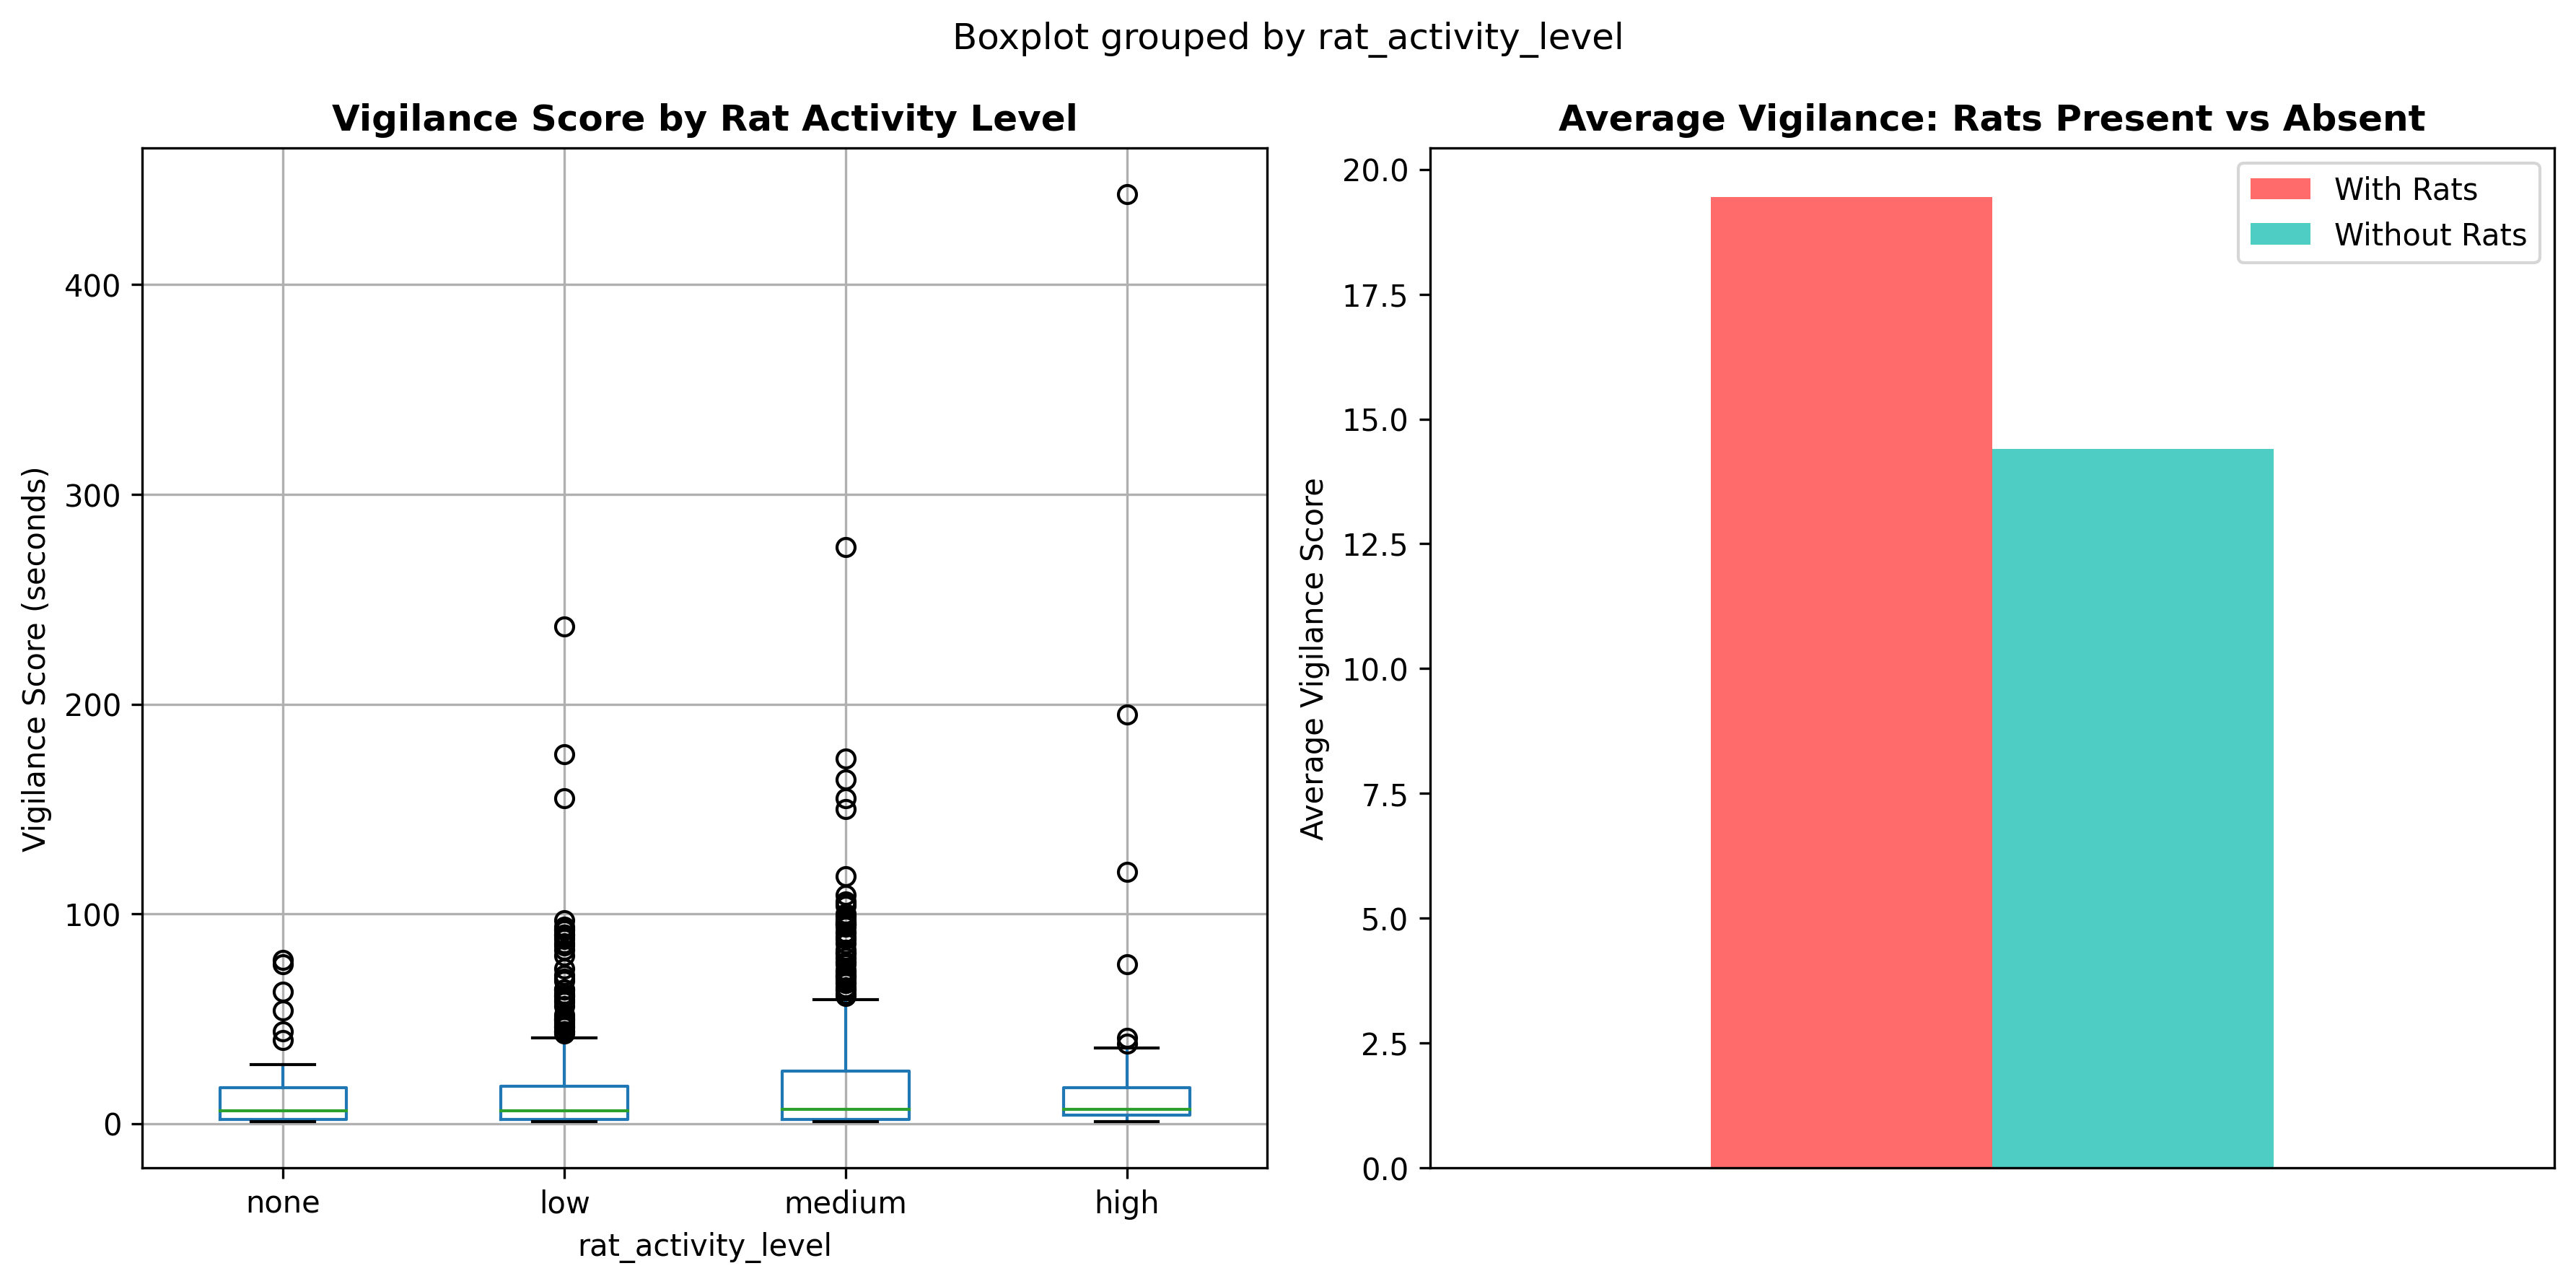 Boxplot grouped by rat_activity_level
Vigilance Score by Rat Activity Level
Vigilance Score (seconds)
400
300
200
100
0
none low medium high
rat_activity_level
Average Vigilance: Rats Present vs Absent
Average Vigilance Score
20.0
17.5
15.0
12.5
10.0
7.5
5.0
2.5
0.0
With Rats
Without Rats